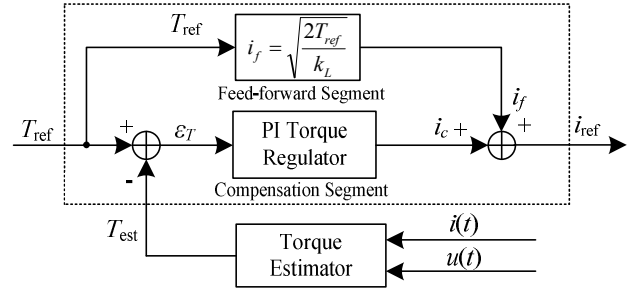 T_ref
i_f = √(2T_ref / k_L)
Feed-forward Segment
i_f
T_ref
+
ε_T
PI Torque
Regulator
i_c +
+
i_ref
-
Compensation Segment
T_est
Torque
Estimator
i(t)
u(t)